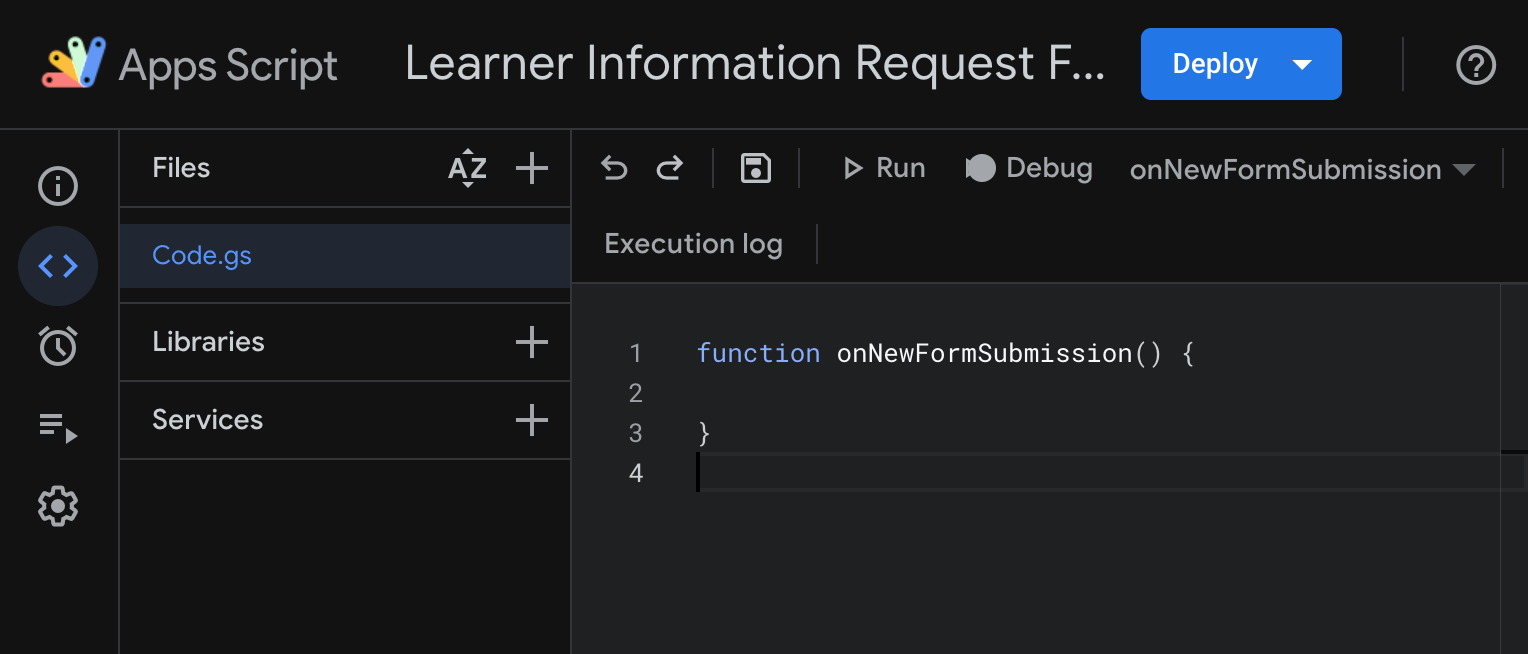 Apps Script
Learner Information Request F...
Deploy
Files
AZ
Run
Debug
onNewFormSubmission
Code.gs
Execution log
Libraries
Services
1 function onNewFormSubmission() {
2
3 }
4